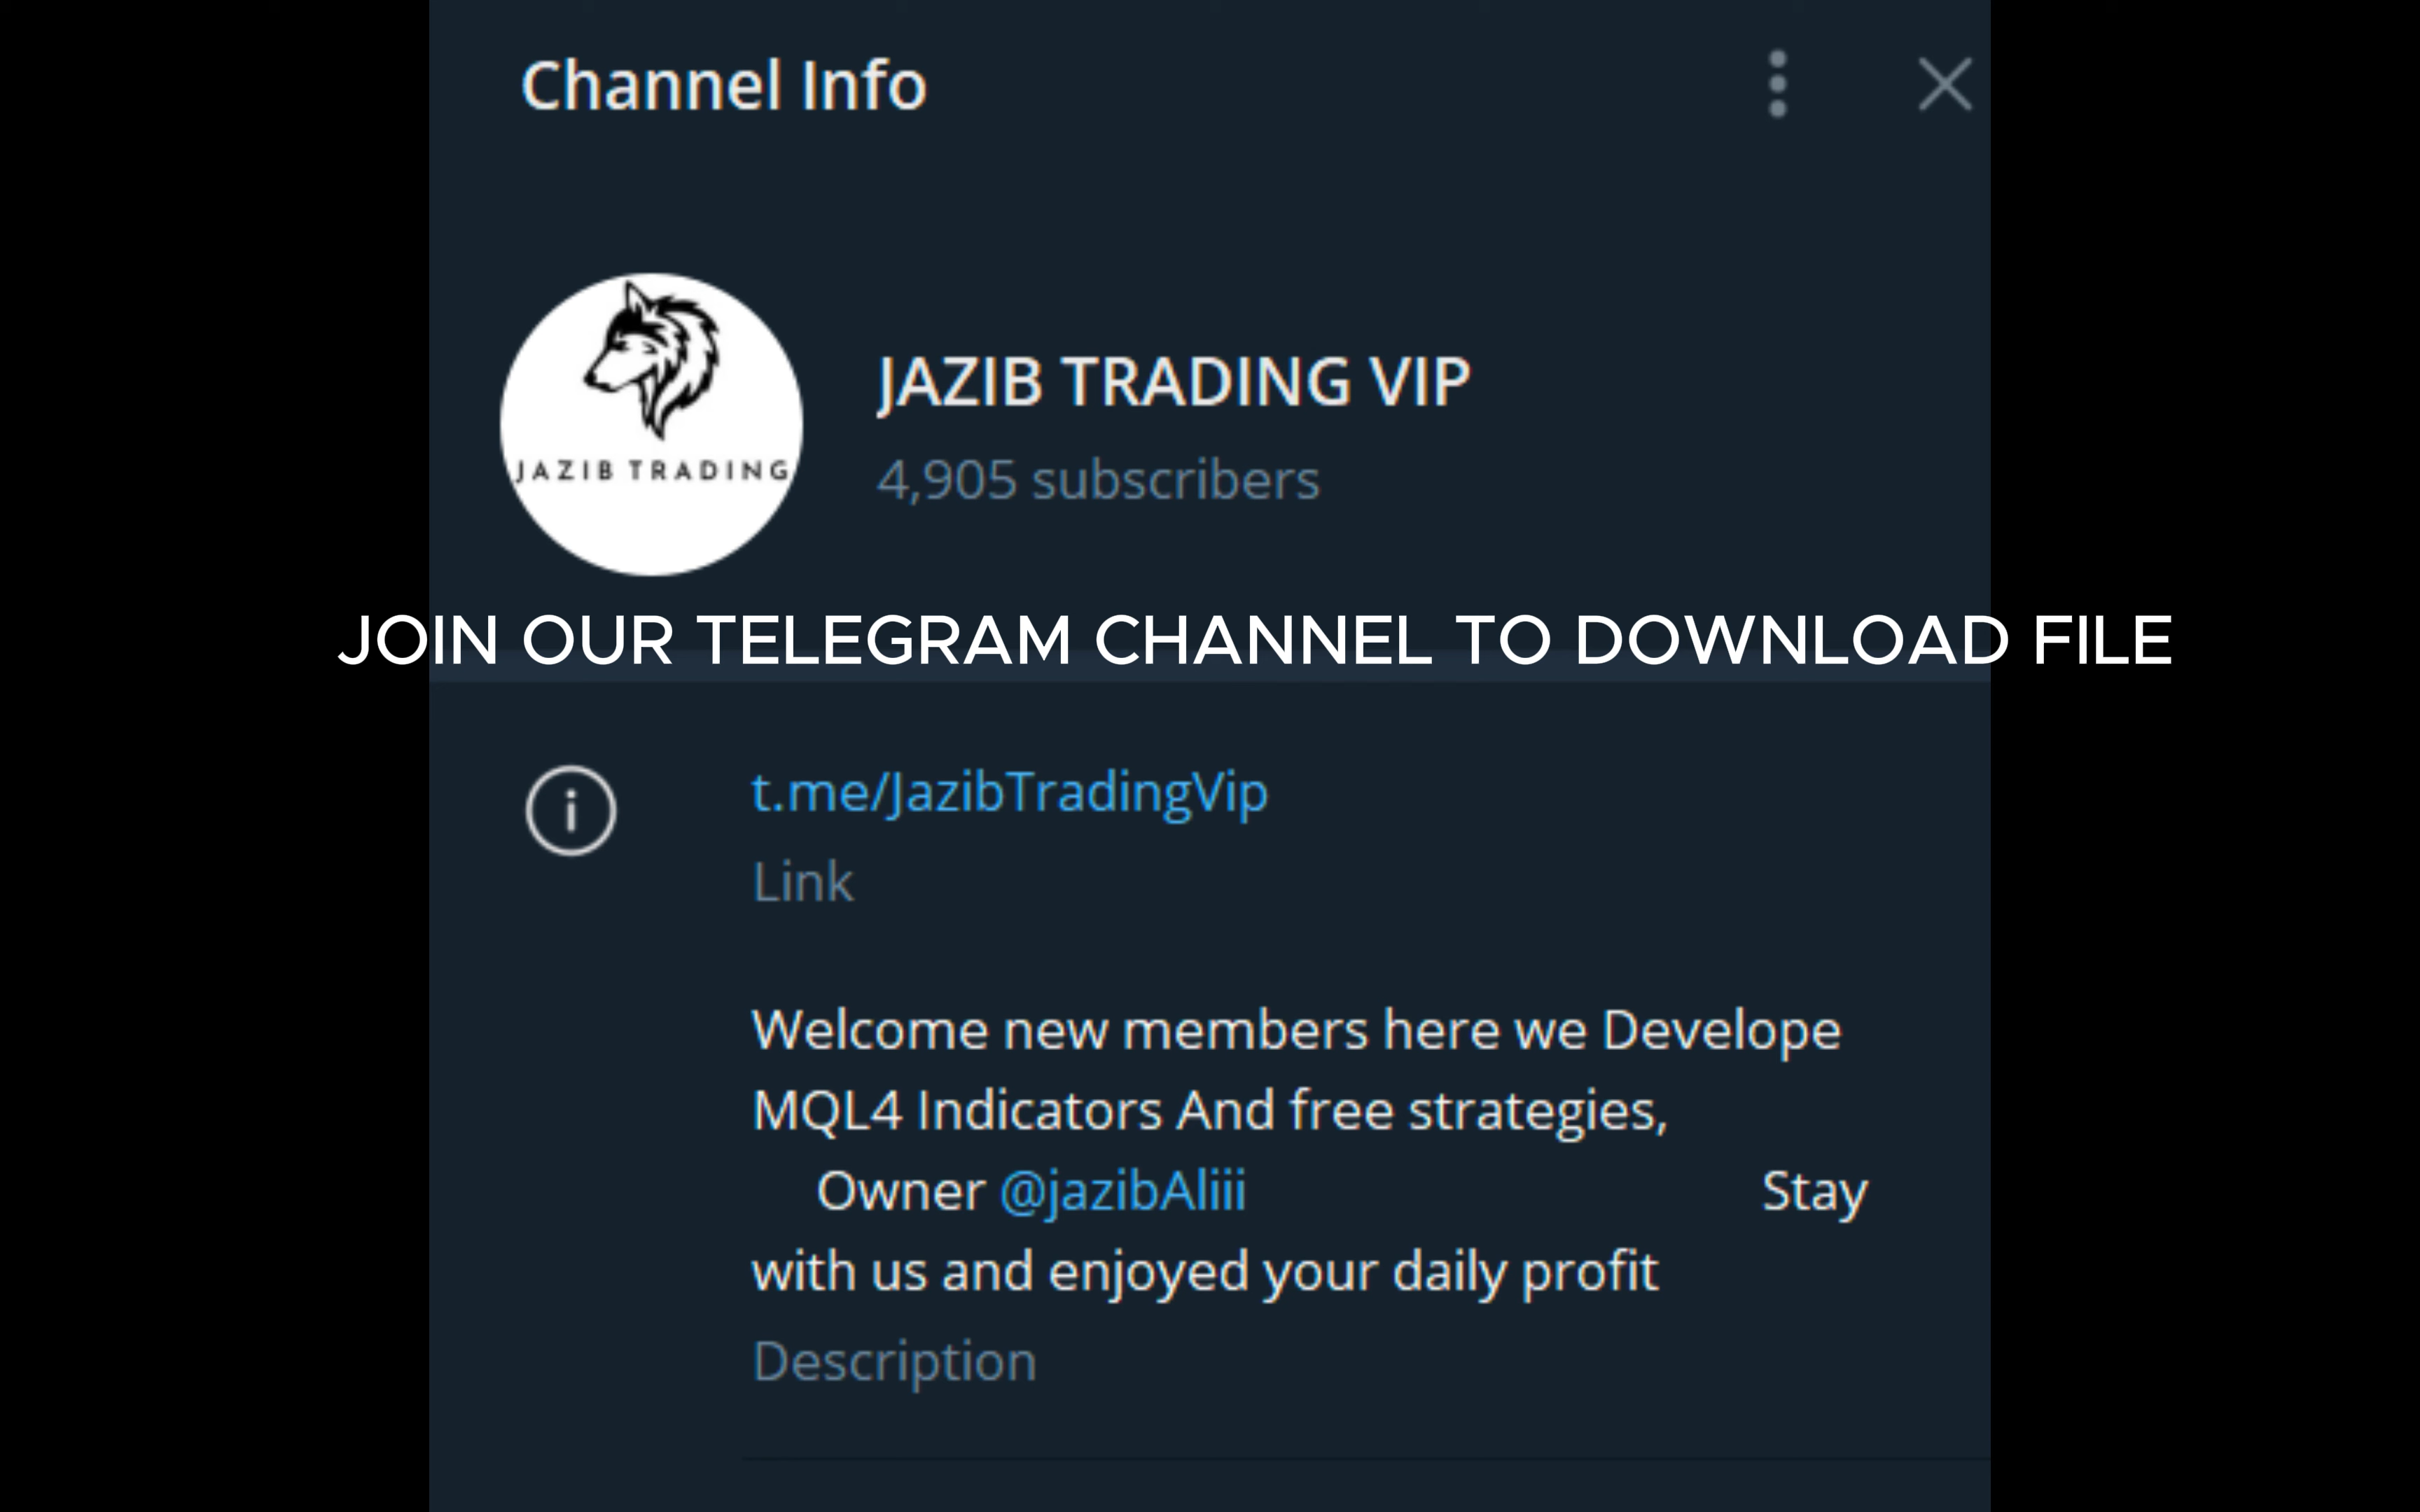 Channel Info
JAZIB TRADING
JAZIB TRADING VIP
4,905 subscribers
JOIN OUR TELEGRAM CHANNEL TO DOWNLOAD FILE
t.me/JazibTradingVip
Link
Welcome new members here we Develope
MQL4 Indicators And free strategies,
Owner @jazibAliii Stay
with us and enjoyed your daily profit
Description